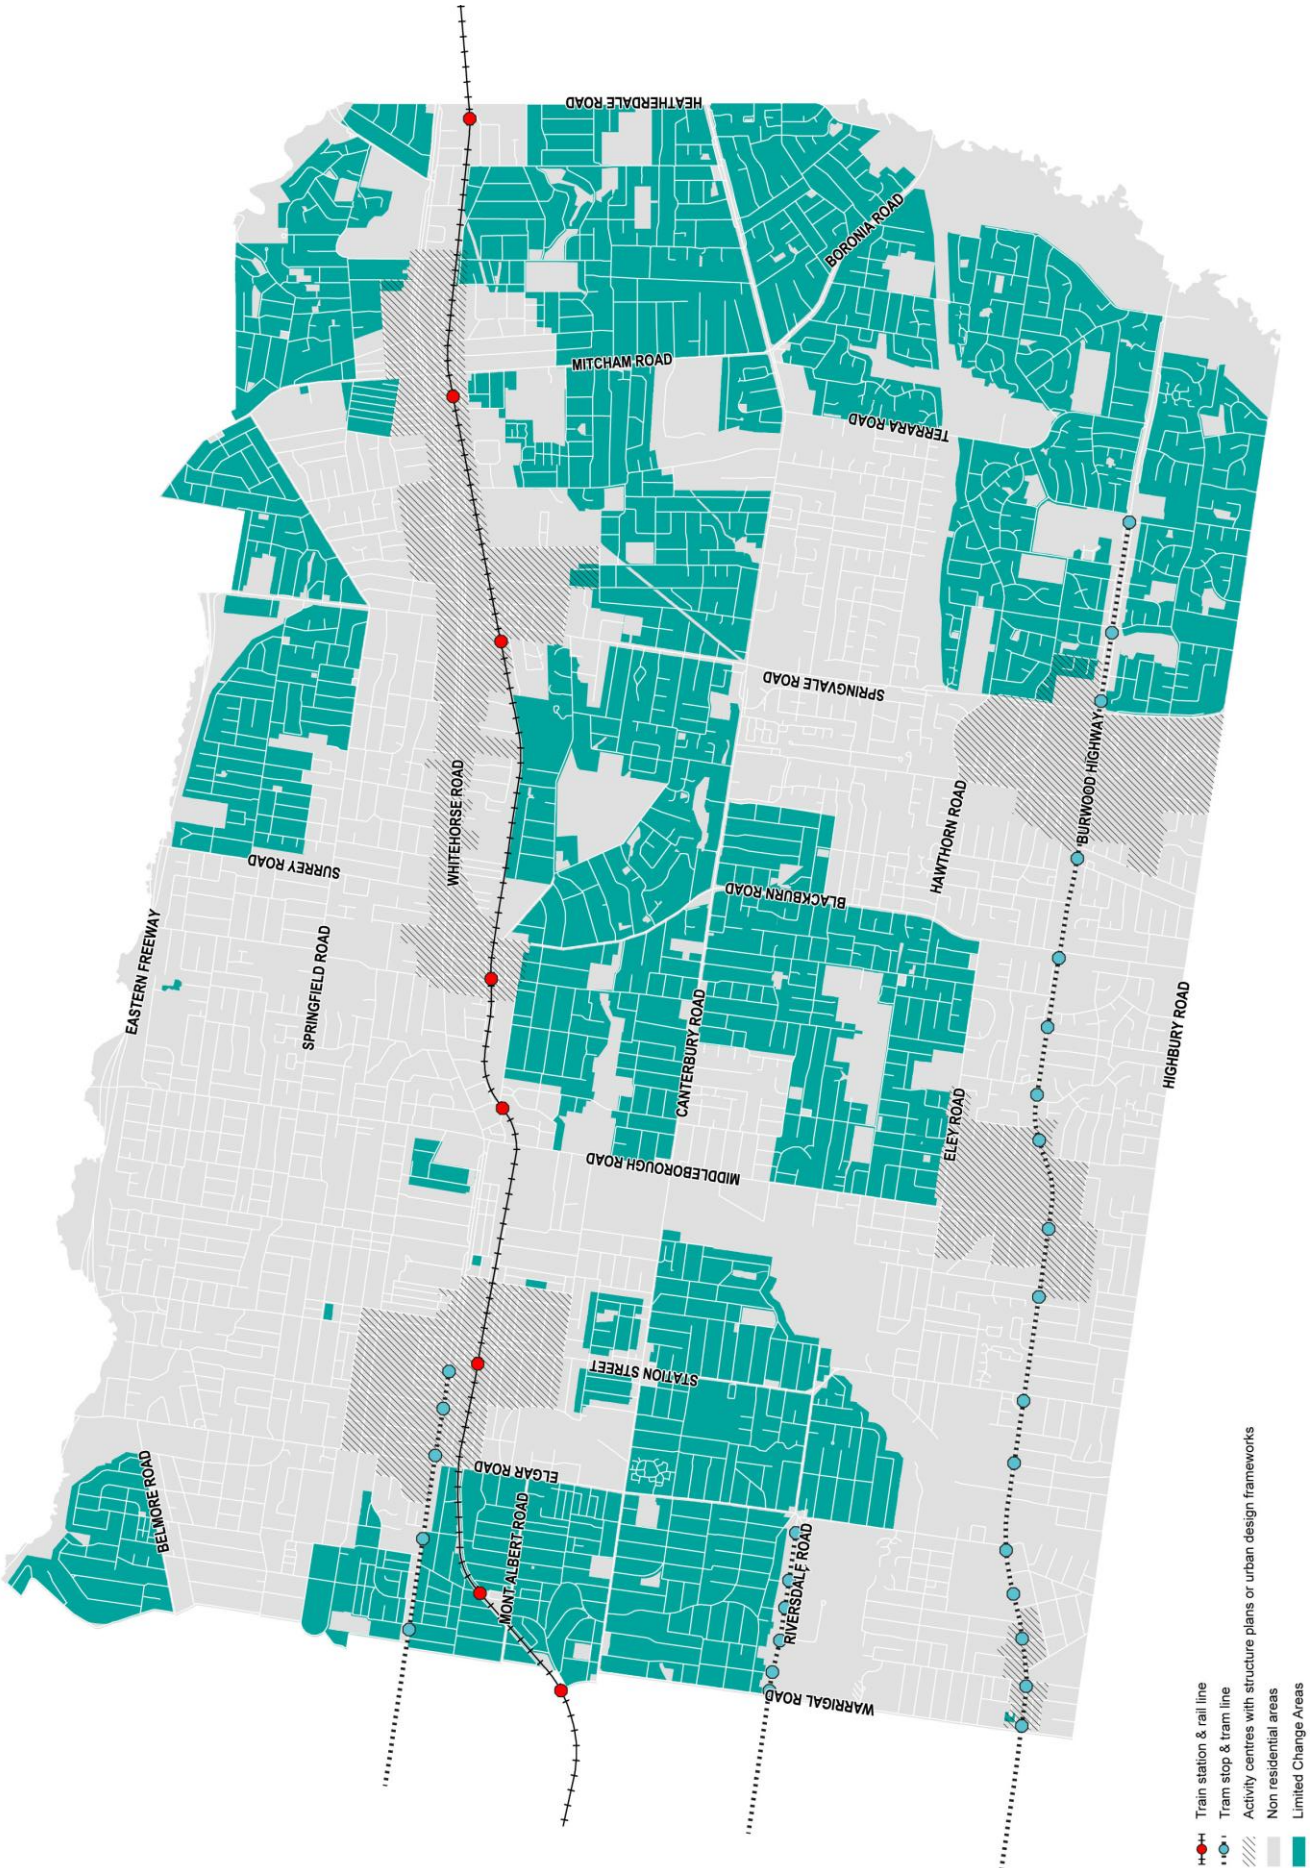 HEATHERDALE ROAD
BORONIA ROAD
MITCHAM ROAD
TERRARA ROAD
SPRINGVALE ROAD
WHITEHORSE ROAD
BURWOOD HIGHWAY
HAWTHORN ROAD
SURREY ROAD
BLACKBURN ROAD
EASTERN FREEWAY
SPRINGFIELD ROAD
CANTERBURY ROAD
HIGHBURY ROAD
ELEY ROAD
MIDDLEBOROUGH ROAD
STATION STREET
ELGAR ROAD
BELMORE ROAD
MONT ALBERT ROAD
RIVERSDALE ROAD
WARRIGAL ROAD
Train station & rail line
Tram stop & tram line
Activity centres with structure plans or urban design frameworks
Non residential areas
Limited Change Areas